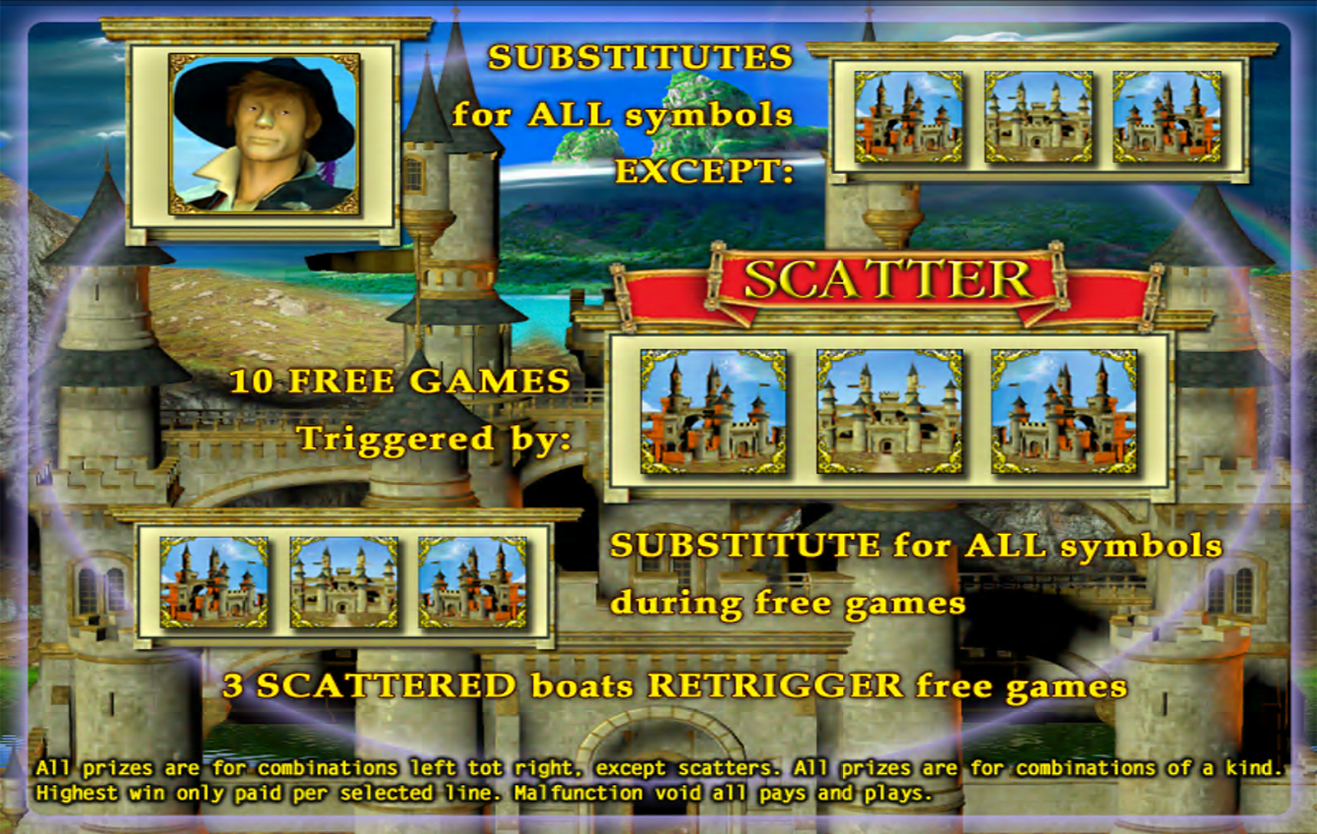 SUBSTITUTES
for ALL symbols
EXCEPT:
SCATTER
10 FREE GAMES
Triggered by:
SUBSTITUTE for ALL symbols
during free games
3 SCATTERED boats RETRIGGER free games
All prizes are for combinations left tot right, except scatters. All prizes are for combinations of a kind.
Highest win only paid per selected line. Malfunction void all pays and plays.